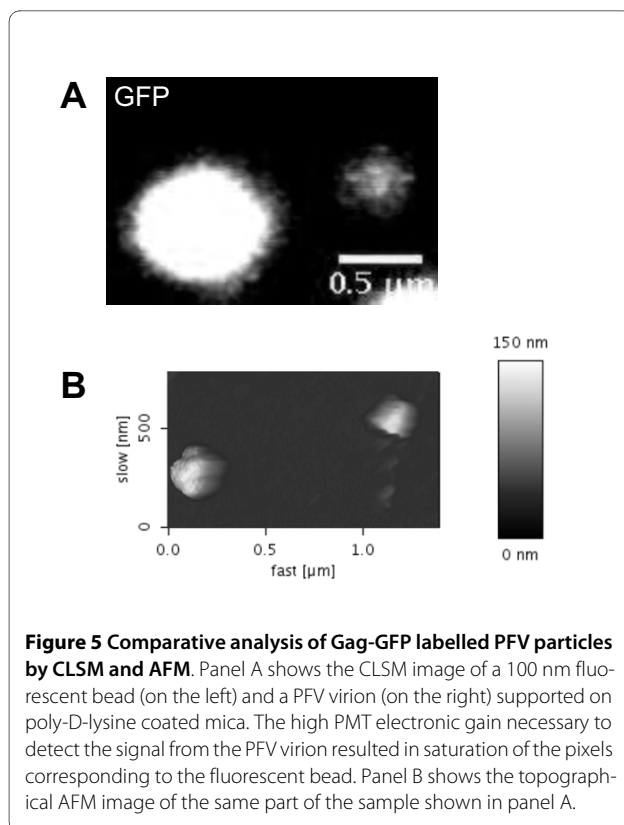 A
GFP
0.5 μm
B
150 nm
0 nm
slow [nm]
500
0
0.0 0.5 1.0
fast [μm]
Figure 5 Comparative analysis of Gag-GFP labelled PFV particles
by CLSM and AFM. Panel A shows the CLSM image of a 100 nm fluo-
rescent bead (on the left) and a PFV virion (on the right) supported on
poly-D-lysine coated mica. The high PMT electronic gain necessary to
detect the signal from the PFV virion resulted in saturation of the pixels
corresponding to the fluorescent bead. Panel B shows the topograph-
ical AFM image of the same part of the sample shown in panel A.